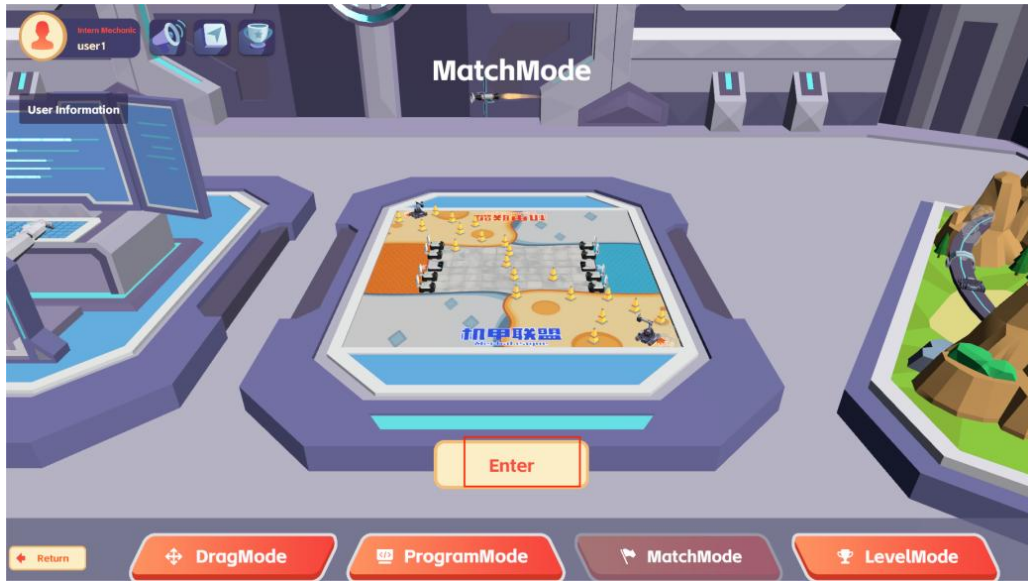 Intern Mechanic
user1
MatchMode
User Information
机甲联盟
Enter
Return
DragMode
ProgramMode
MatchMode
LevelMode